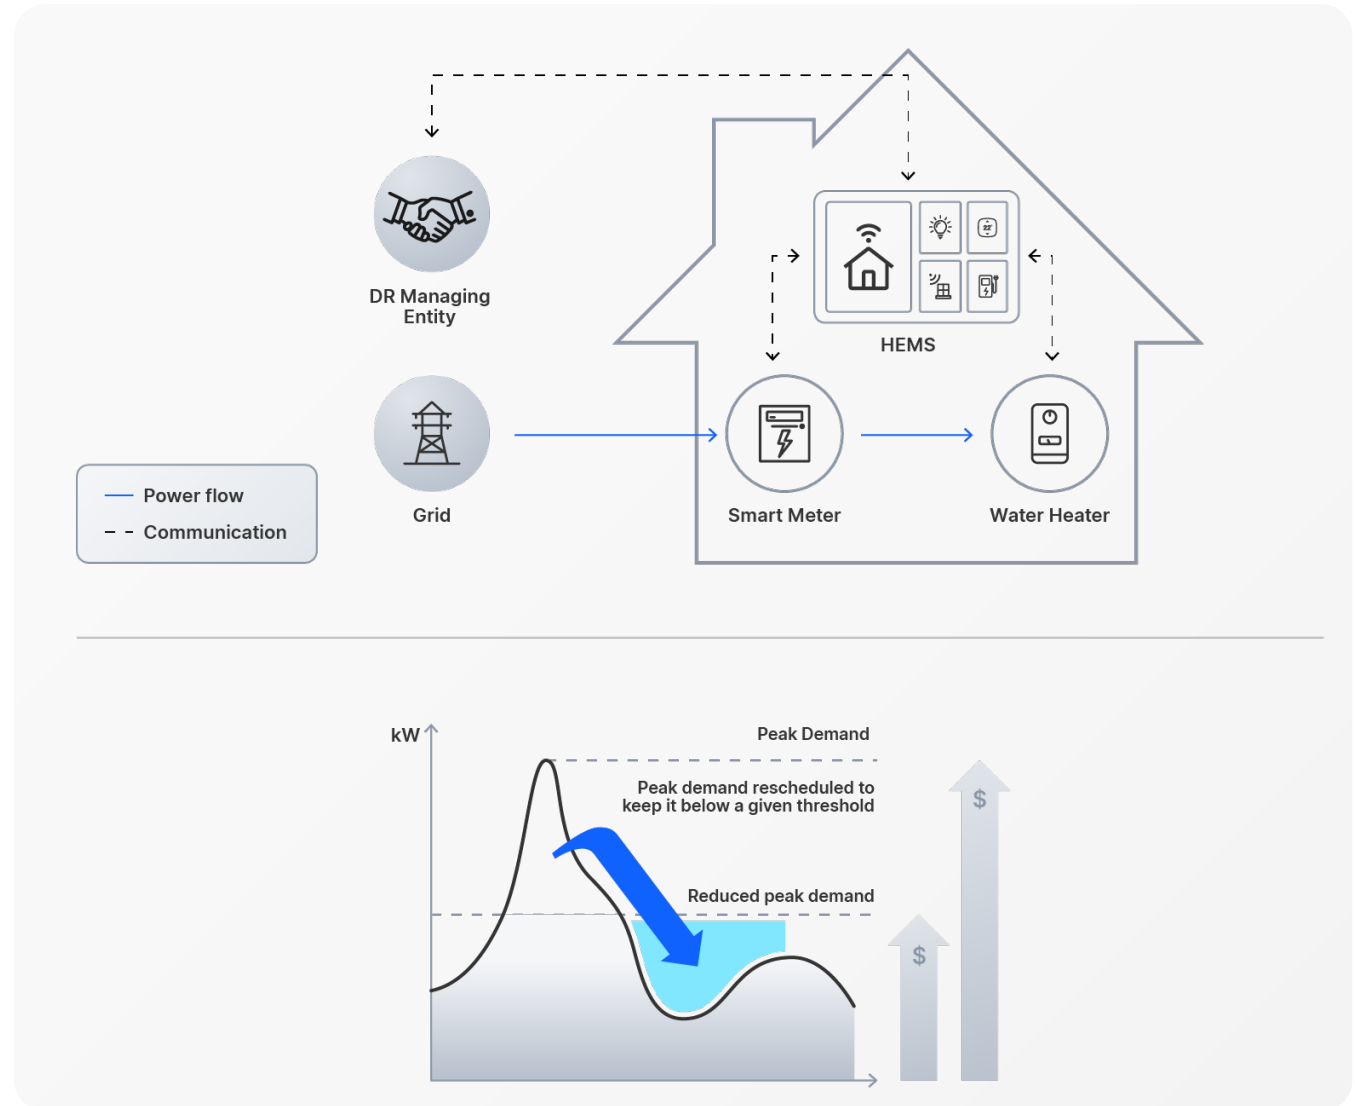 DR Managing
Entity
22°
HEMS
Power flow
Communication
Grid
Smart Meter
Water Heater
kW
Peak Demand
Peak demand rescheduled to
keep it below a given threshold
$
Reduced peak demand
$